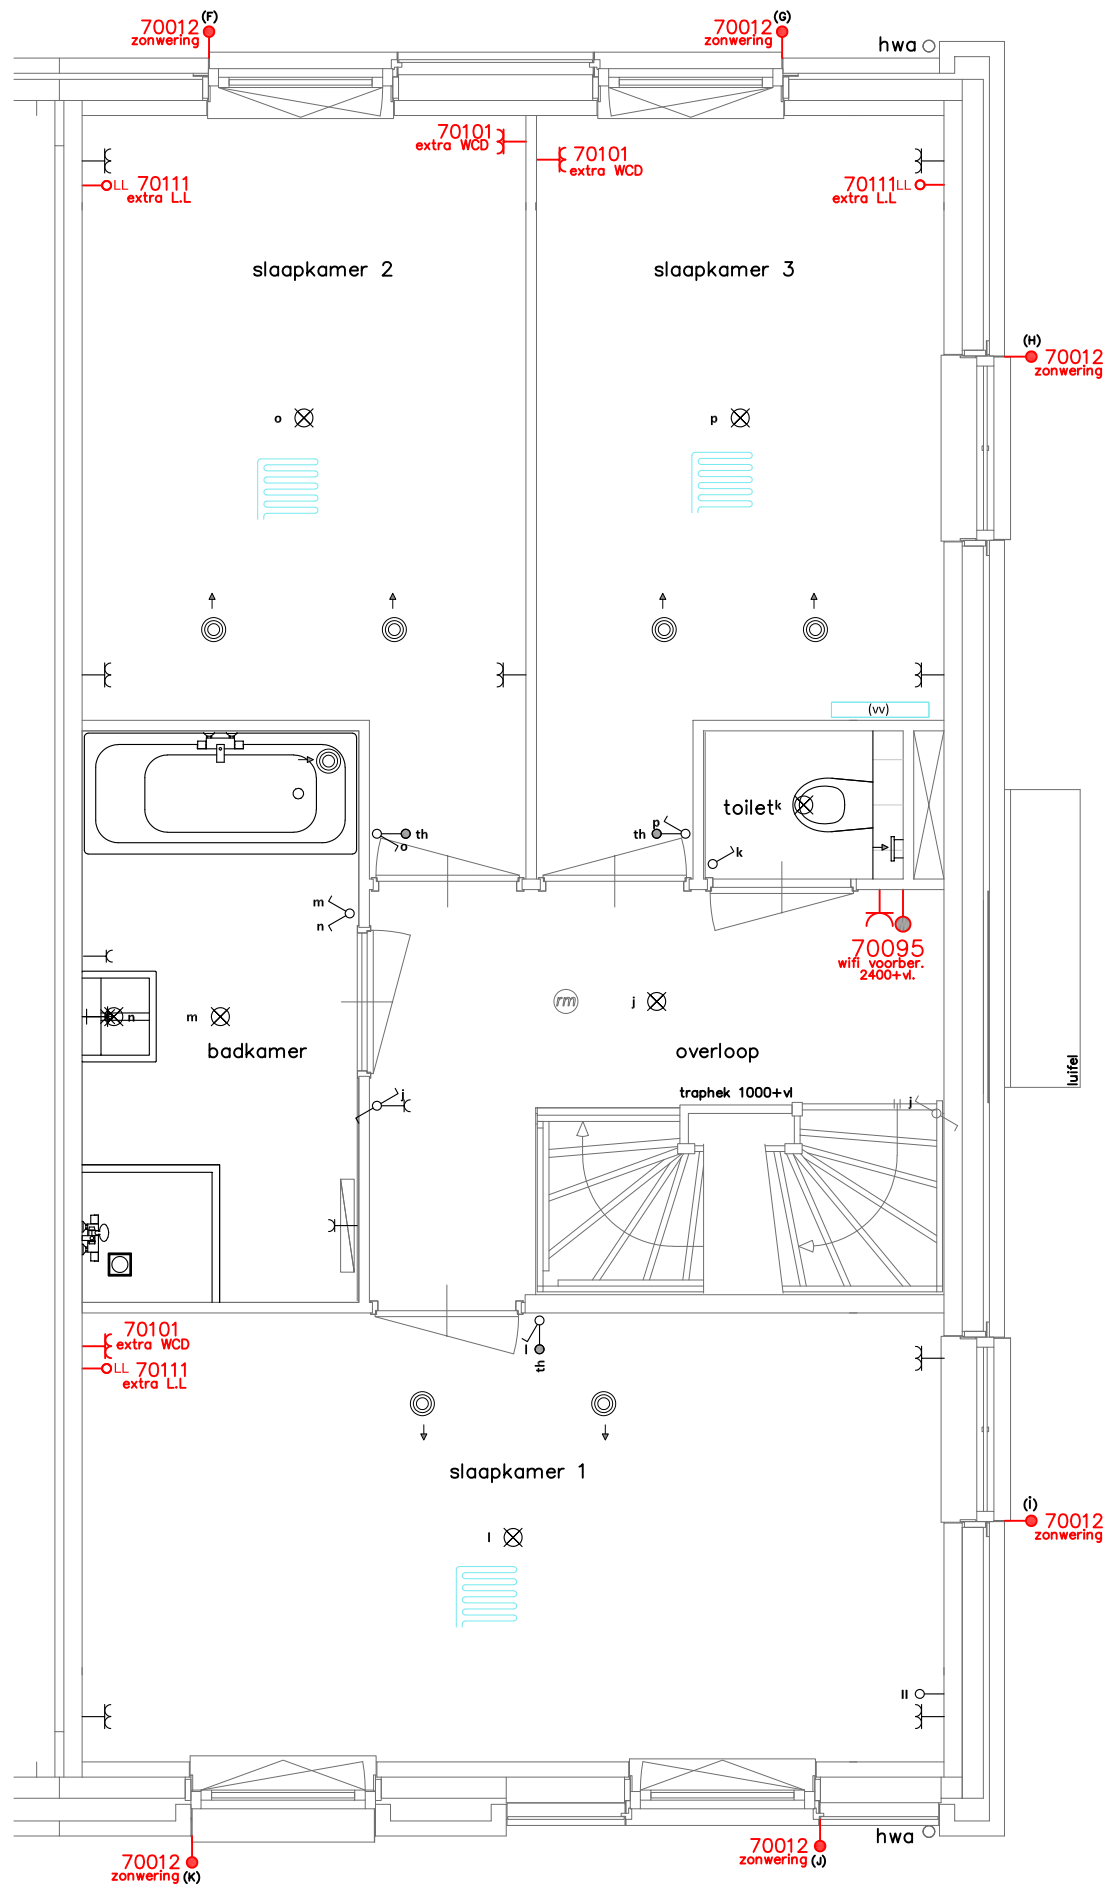 (F)
70012
zonwering
(G)
70012
zonwering
hwa
70101
extra WCD
70101
extra WCD
LL 70111
extra L.L
70111 LL
extra L.L
slaapkamer 2
slaapkamer 3
(H)
70012
zonwering
o
p
(vv)
toilet k
th
o
p
th
k
m
n
70095
wifi voorber.
2400+vl.
rm
j
n
m
badkamer
overloop
luifel
traphek 1000+vl
j
j
70101
extra WCD
LL 70111
extra L.L
l
th
slaapkamer 1
(i)
70012
zonwering
l
ll
hwa
70012
zonwering (K)
70012
zonwering (J)